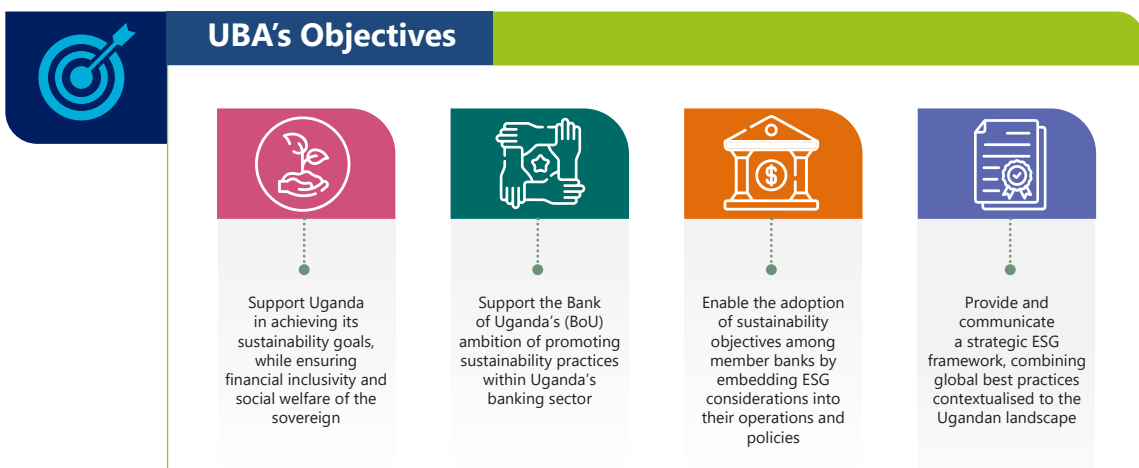 UBA’s Objectives
Support Uganda
in achieving its
sustainability goals,
while ensuring
financial inclusivity and
social welfare of the
sovereign
Support the Bank
of Uganda’s (BoU)
ambition of promoting
sustainability practices
within Uganda’s
banking sector
Enable the adoption
of sustainability
objectives among
member banks by
embedding ESG
considerations into
their operations and
policies
Provide and
communicate
a strategic ESG
framework, combining
global best practices
contextualised to the
Ugandan landscape
$